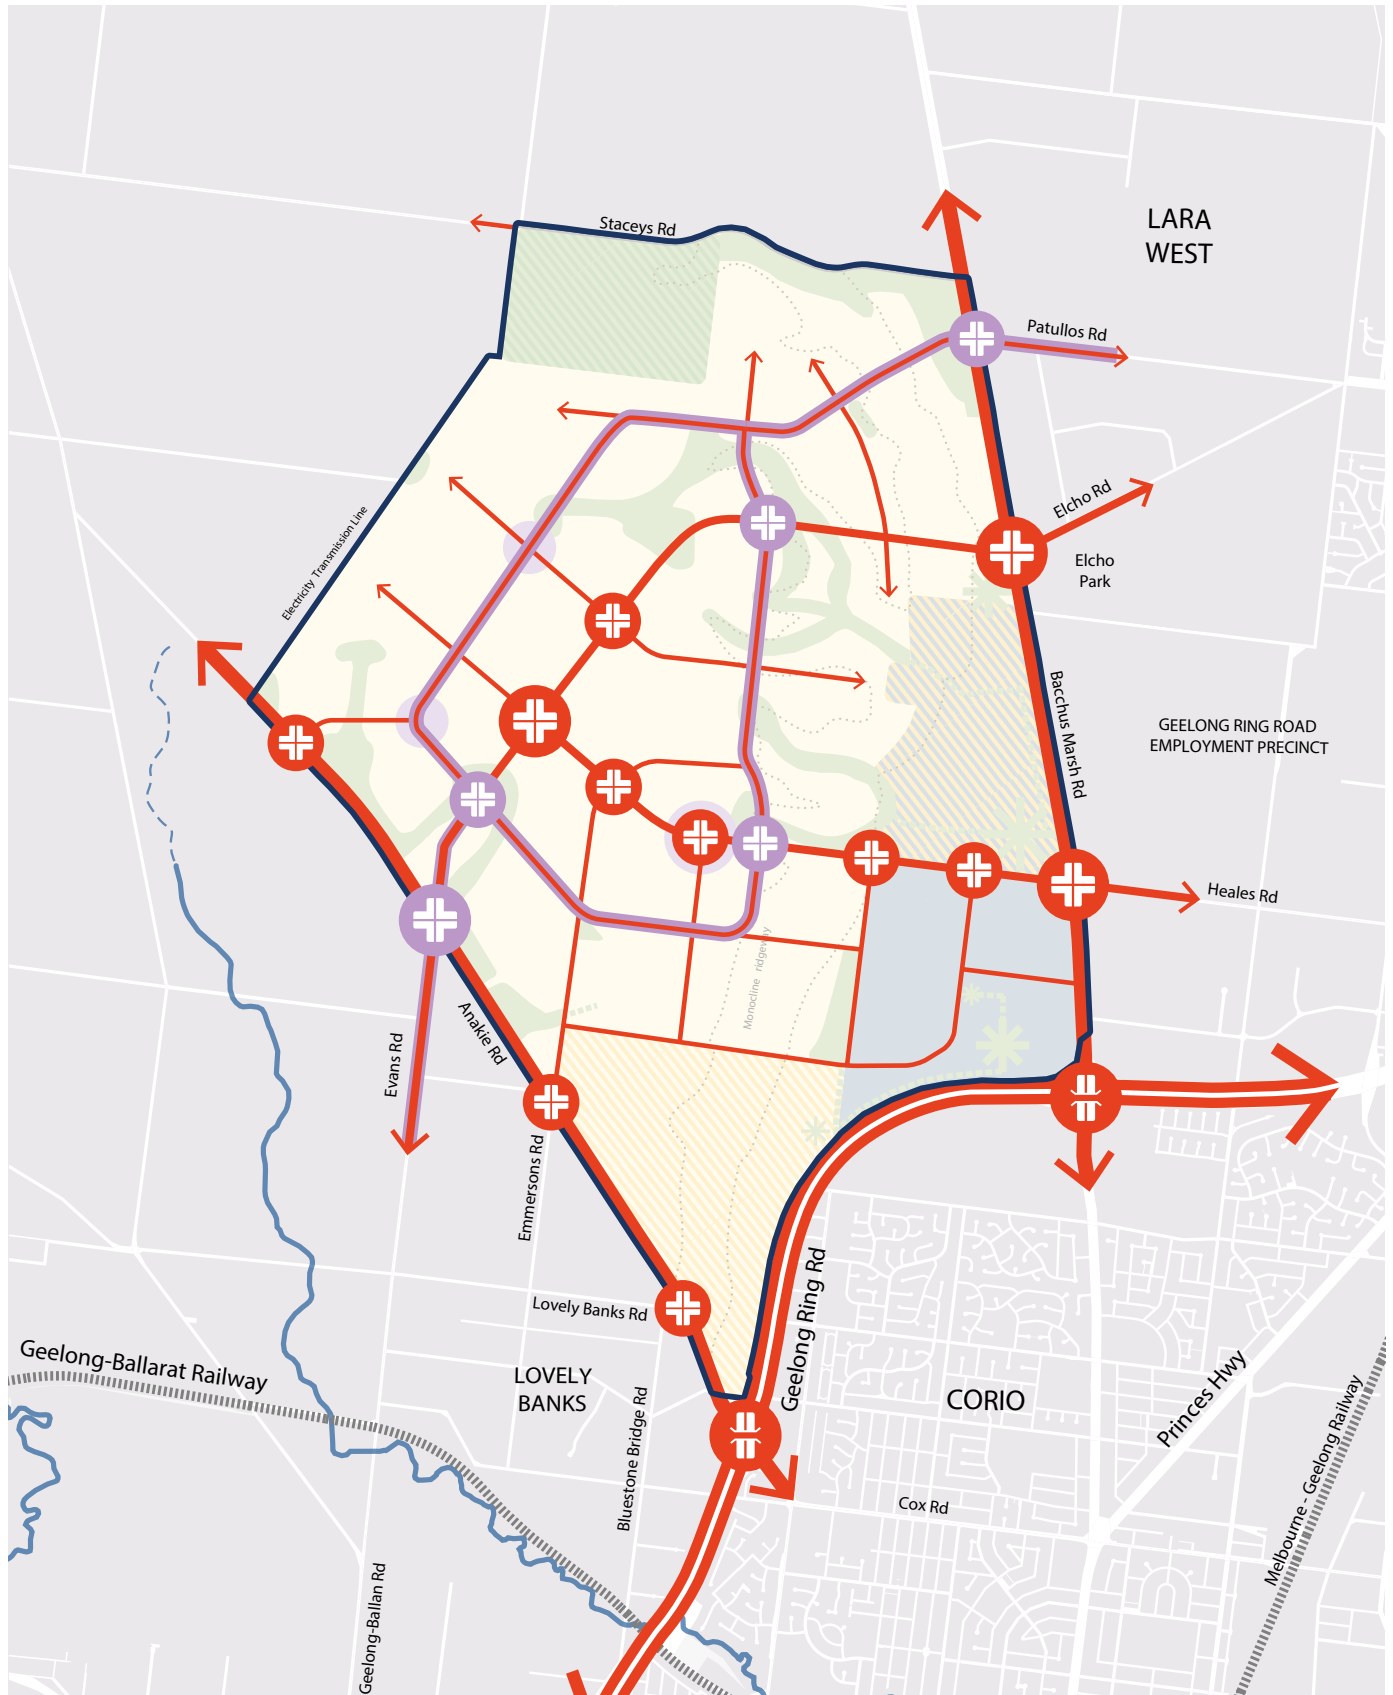 LARA
WEST
Staceys Rd
Patullos Rd
Elcho Rd
Elcho
Park
Electricity Transmission Line
Bacchus Marsh Rd
GEELONG RING ROAD
EMPLOYMENT PRECINCT
Heales Rd
Monocline ridgeway
Anakie Rd
Evans Rd
Emmersons Rd
Lovely Banks Rd
Geelong Ring Rd
Geelong-Ballarat Railway
LOVELY
BANKS
Bluestone Bridge Rd
CORIO
Princes Hwy
Cox Rd
Melbourne - Geelong Railway
Geelong-Ballan Rd